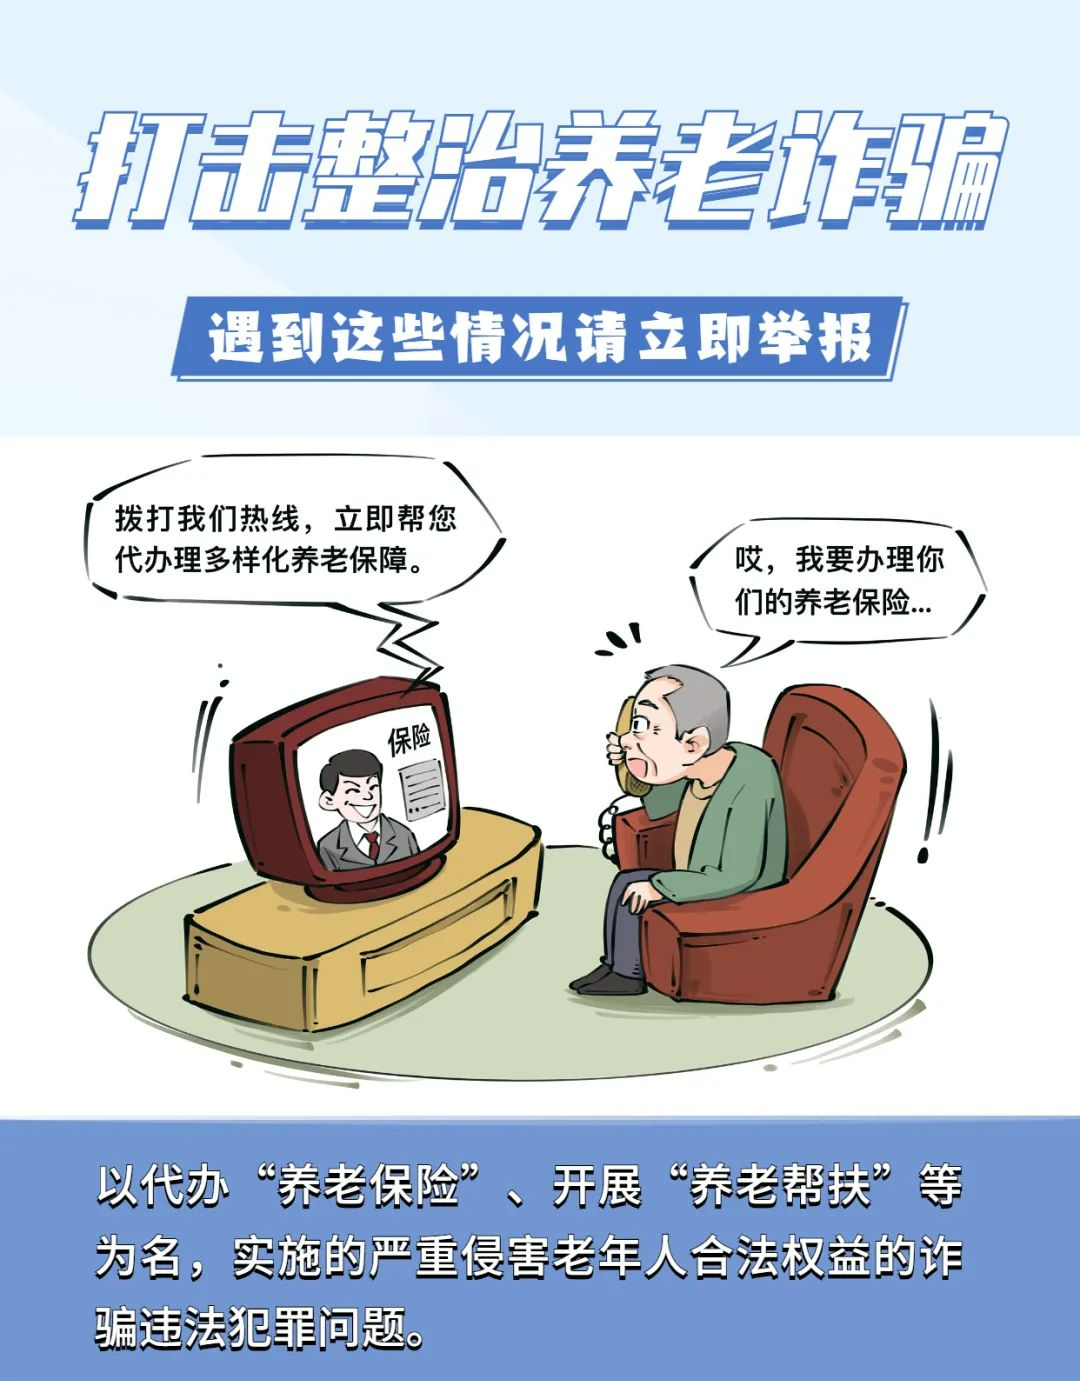 打击整治养老诈骗
遇到这些情况请立即举报
拨打我们热线，立即帮您
代办理多样化养老保障。
哎，我要办理你
们的养老保险...
保险
以代办“养老保险”、开展“养老帮扶”等
为名，实施的严重侵害老年人合法权益的诈
骗违法犯罪问题。